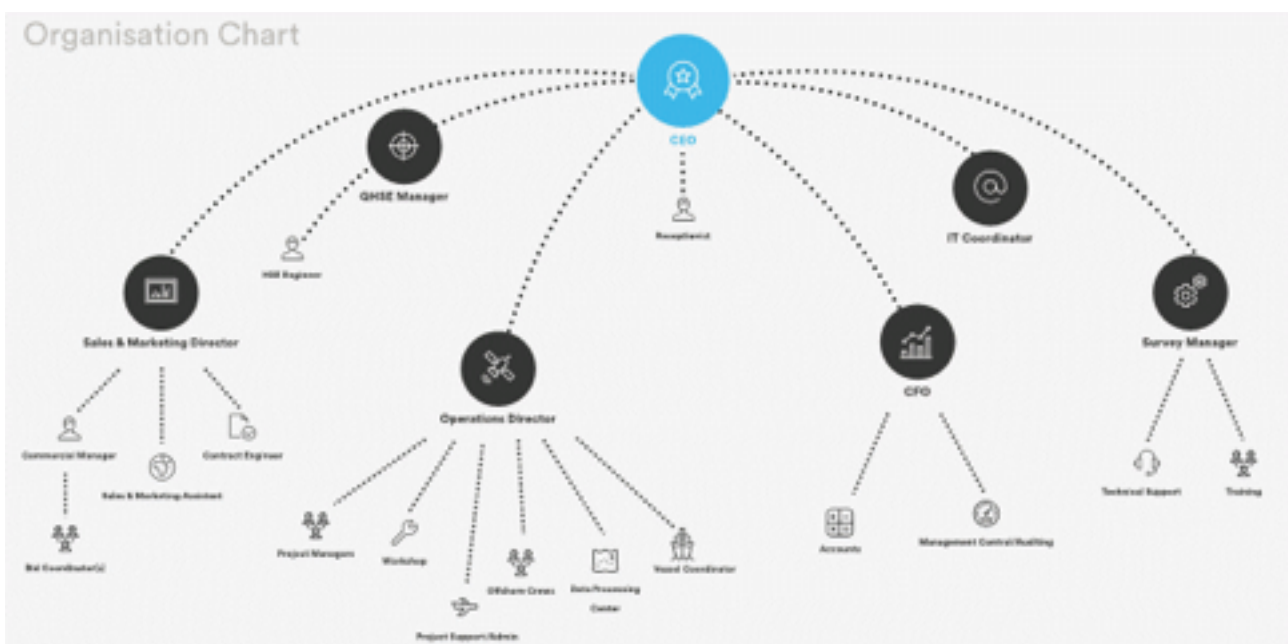 Organisation Chart
CEO
QHSE Manager
IT Coordinator
Receptionist
HSE Engineer
Sales & Marketing Director
Survey Manager
CFO
Operations Director
Commercial Manager
Contract Engineer
Sales & Marketing Assistant
Technical Support
Training
Project Managers
Workshop
Accounts
Management Control/Auditing
Bid Coordinator(s)
Offshore Crews
Data Processing
Center
Vessel Coordinator
Project Support/Admin